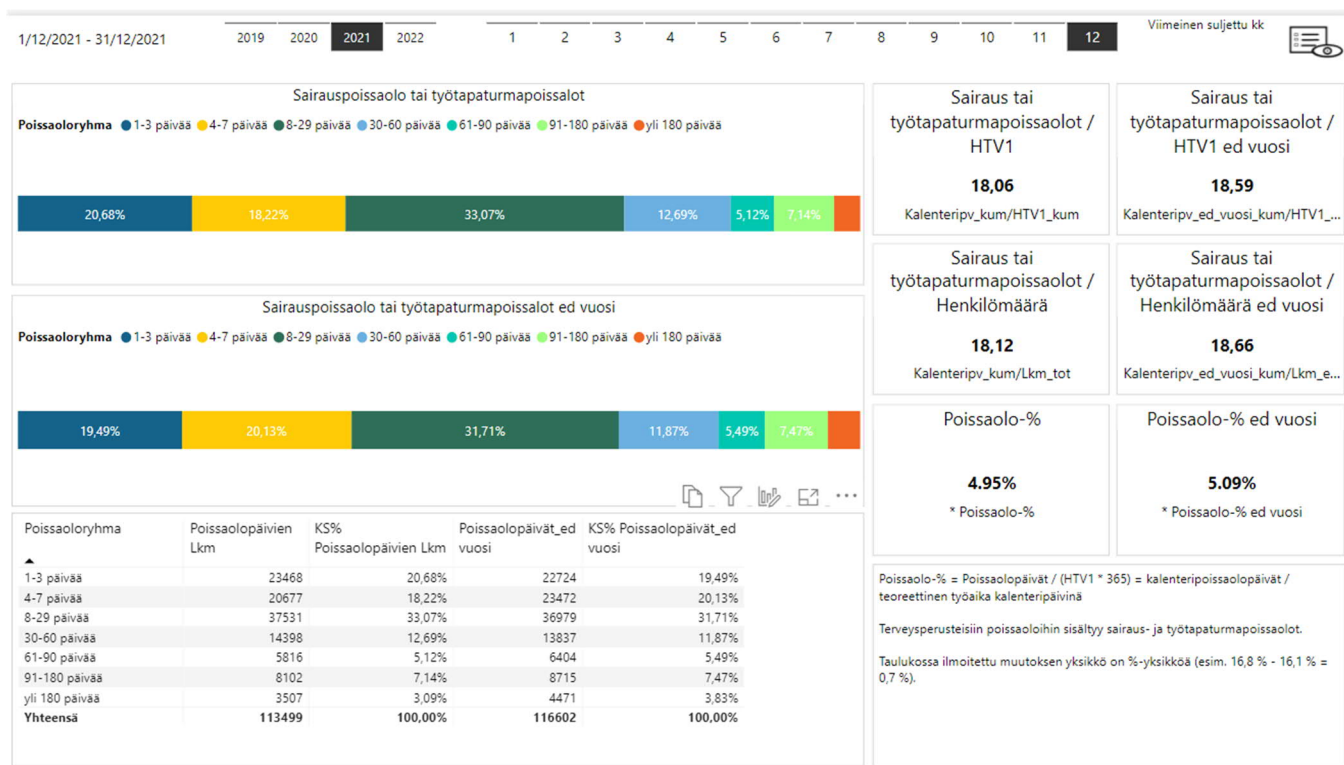 1/12/2021 - 31/12/2021
2019 2020 2021 2022
1 2 3 4 5 6 7 8 9 10 11 12
Viimeinen suljettu kk
Sairauspoissaolo tai työtapaturmapoissalot
Poissaoloryhma 1-3 päivää 4-7 päivää 8-29 päivää 30-60 päivää 61-90 päivää 91-180 päivää yli 180 päivää
20,68% 18,22% 33,07% 12,69% 5,12% 7,14%
Sairauspoissaolo tai työtapaturmapoissalot ed vuosi
Poissaoloryhma 1-3 päivää 4-7 päivää 8-29 päivää 30-60 päivää 61-90 päivää 91-180 päivää yli 180 päivää
19,49% 20,13% 31,71% 11,87% 5,49% 7,47%
Poissaoloryhma Poissaolopäivien KS% Poissaolopäivät_ed KS% Poissaolopäivät_ed
Lkm Poissaolopäivien Lkm vuosi vuosi
1-3 päivää 23468 20,68% 22724 19,49%
4-7 päivää 20677 18,22% 23472 20,13%
8-29 päivää 37531 33,07% 36979 31,71%
30-60 päivää 14398 12,69% 13837 11,87%
61-90 päivää 5816 5,12% 6404 5,49%
91-180 päivää 8102 7,14% 8715 7,47%
yli 180 päivää 3507 3,09% 4471 3,83%
Yhteensä 113499 100,00% 116602 100,00%
Sairaus tai
työtapaturmapoissaolot /
HTV1
18,06
Kalenteripv_kum/HTV1_kum
Sairaus tai
työtapaturmapoissaolot /
HTV1 ed vuosi
18,59
Kalenteripv_ed_vuosi_kum/HTV1_...
Sairaus tai
työtapaturmapoissaolot /
Henkilömäärä
18,12
Kalenteripv_kum/Lkm_tot
Sairaus tai
työtapaturmapoissaolot /
Henkilömäärä ed vuosi
18,66
Kalenteripv_ed_vuosi_kum/Lkm_e...
Poissaolo-%
4.95%
* Poissaolo-%
Poissaolo-% ed vuosi
5.09%
* Poissaolo-% ed vuosi
Poissaolo-% = Poissaolopäivät / (HTV1 * 365) = kalenteripoissaolopäivät /
teoreettinen työaika kalenteripäivinä
Terveysperusteisiin poissaoloihin sisältyy sairaus- ja työtapaturmapoissaolot.
Taulukossa ilmoitettu muutoksen yksikkö on %-yksikköä (esim. 16,8 % - 16,1 % =
0,7 %).